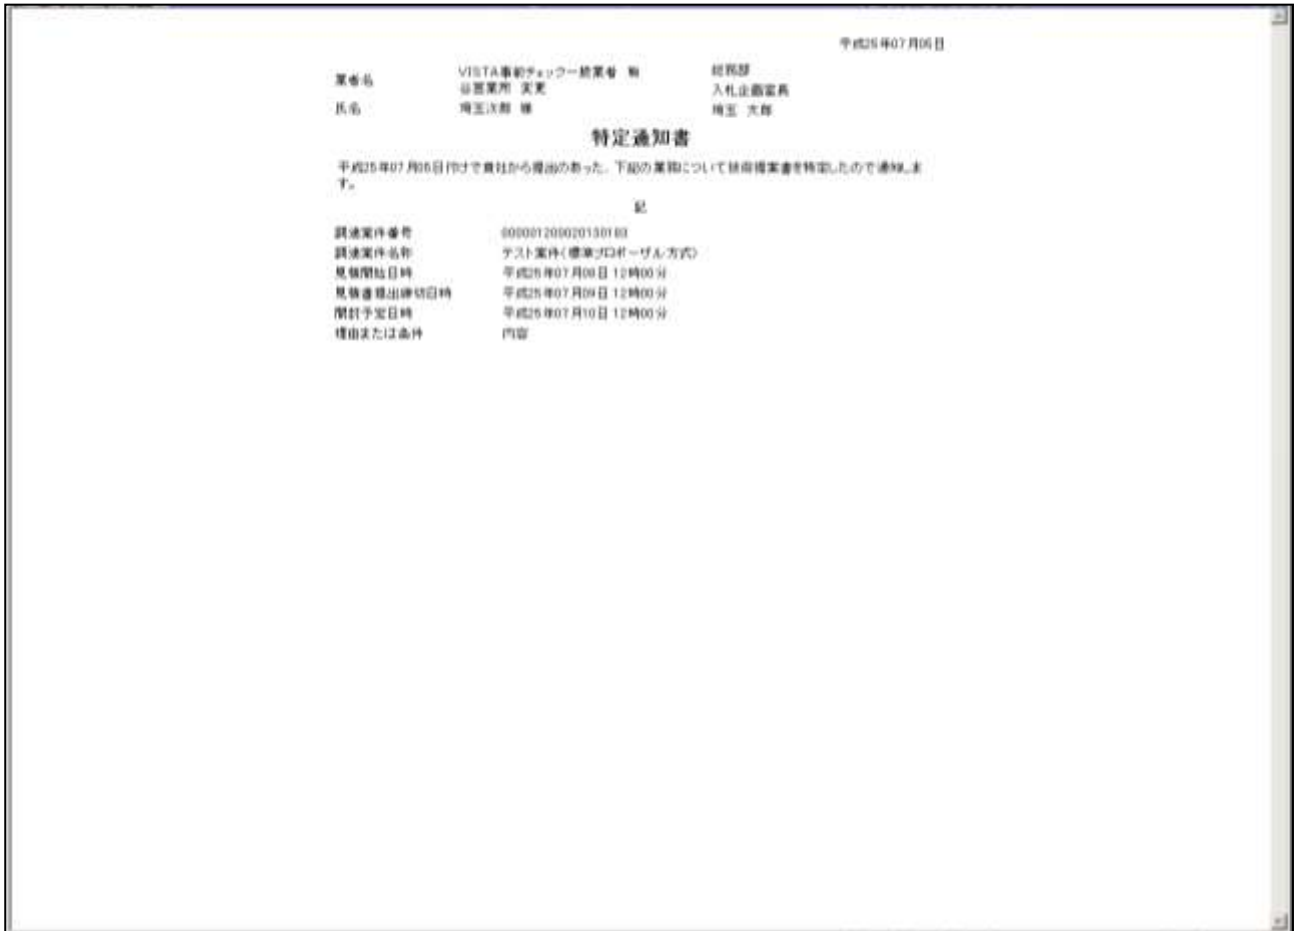 平成25年07月05日
業者名 VISTA事前チェック一般業者 総務部
谷営業所 変更 入札企画室長
氏名 埼玉次郎 様 埼玉 太郎
特定通知書
平成25年07月05日付けで貴社から提出のあった、下記の業務について技術提案書を特定したので通知しま
す。
記
調達案件番号 000001200020130103
調達案件名称 テスト案件(標準プロポーザル方式)
見積開始日時 平成25年07月08日 12時00分
見積書提出締切日時 平成25年07月09日 12時00分
開封予定日時 平成25年07月10日 12時00分
理由または条件 内容